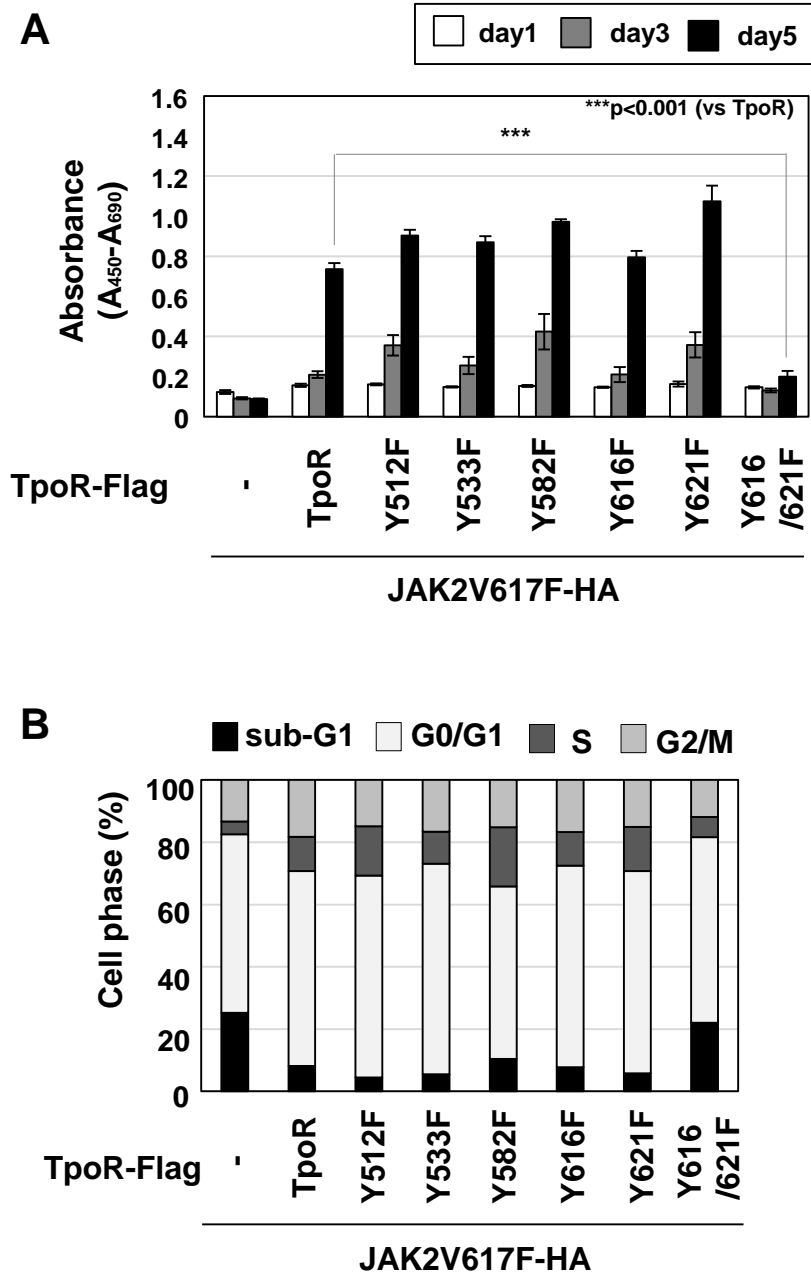 A
day1 day3 day5
***p<0.001 (vs TpoR)
***
Absorbance
(A450-A690)
1.6
1.4
1.2
1.0
0.8
0.6
0.4
0.2
0
TpoR-Flag
-
TpoR
Y512F
Y533F
Y582F
Y616F
Y621F
Y616
/621F
JAK2V617F-HA
B
sub-G1 G0/G1 S G2/M
Cell phase (%)
100
80
60
40
20
0
TpoR-Flag
-
TpoR
Y512F
Y533F
Y582F
Y616F
Y621F
Y616
/621F
JAK2V617F-HA